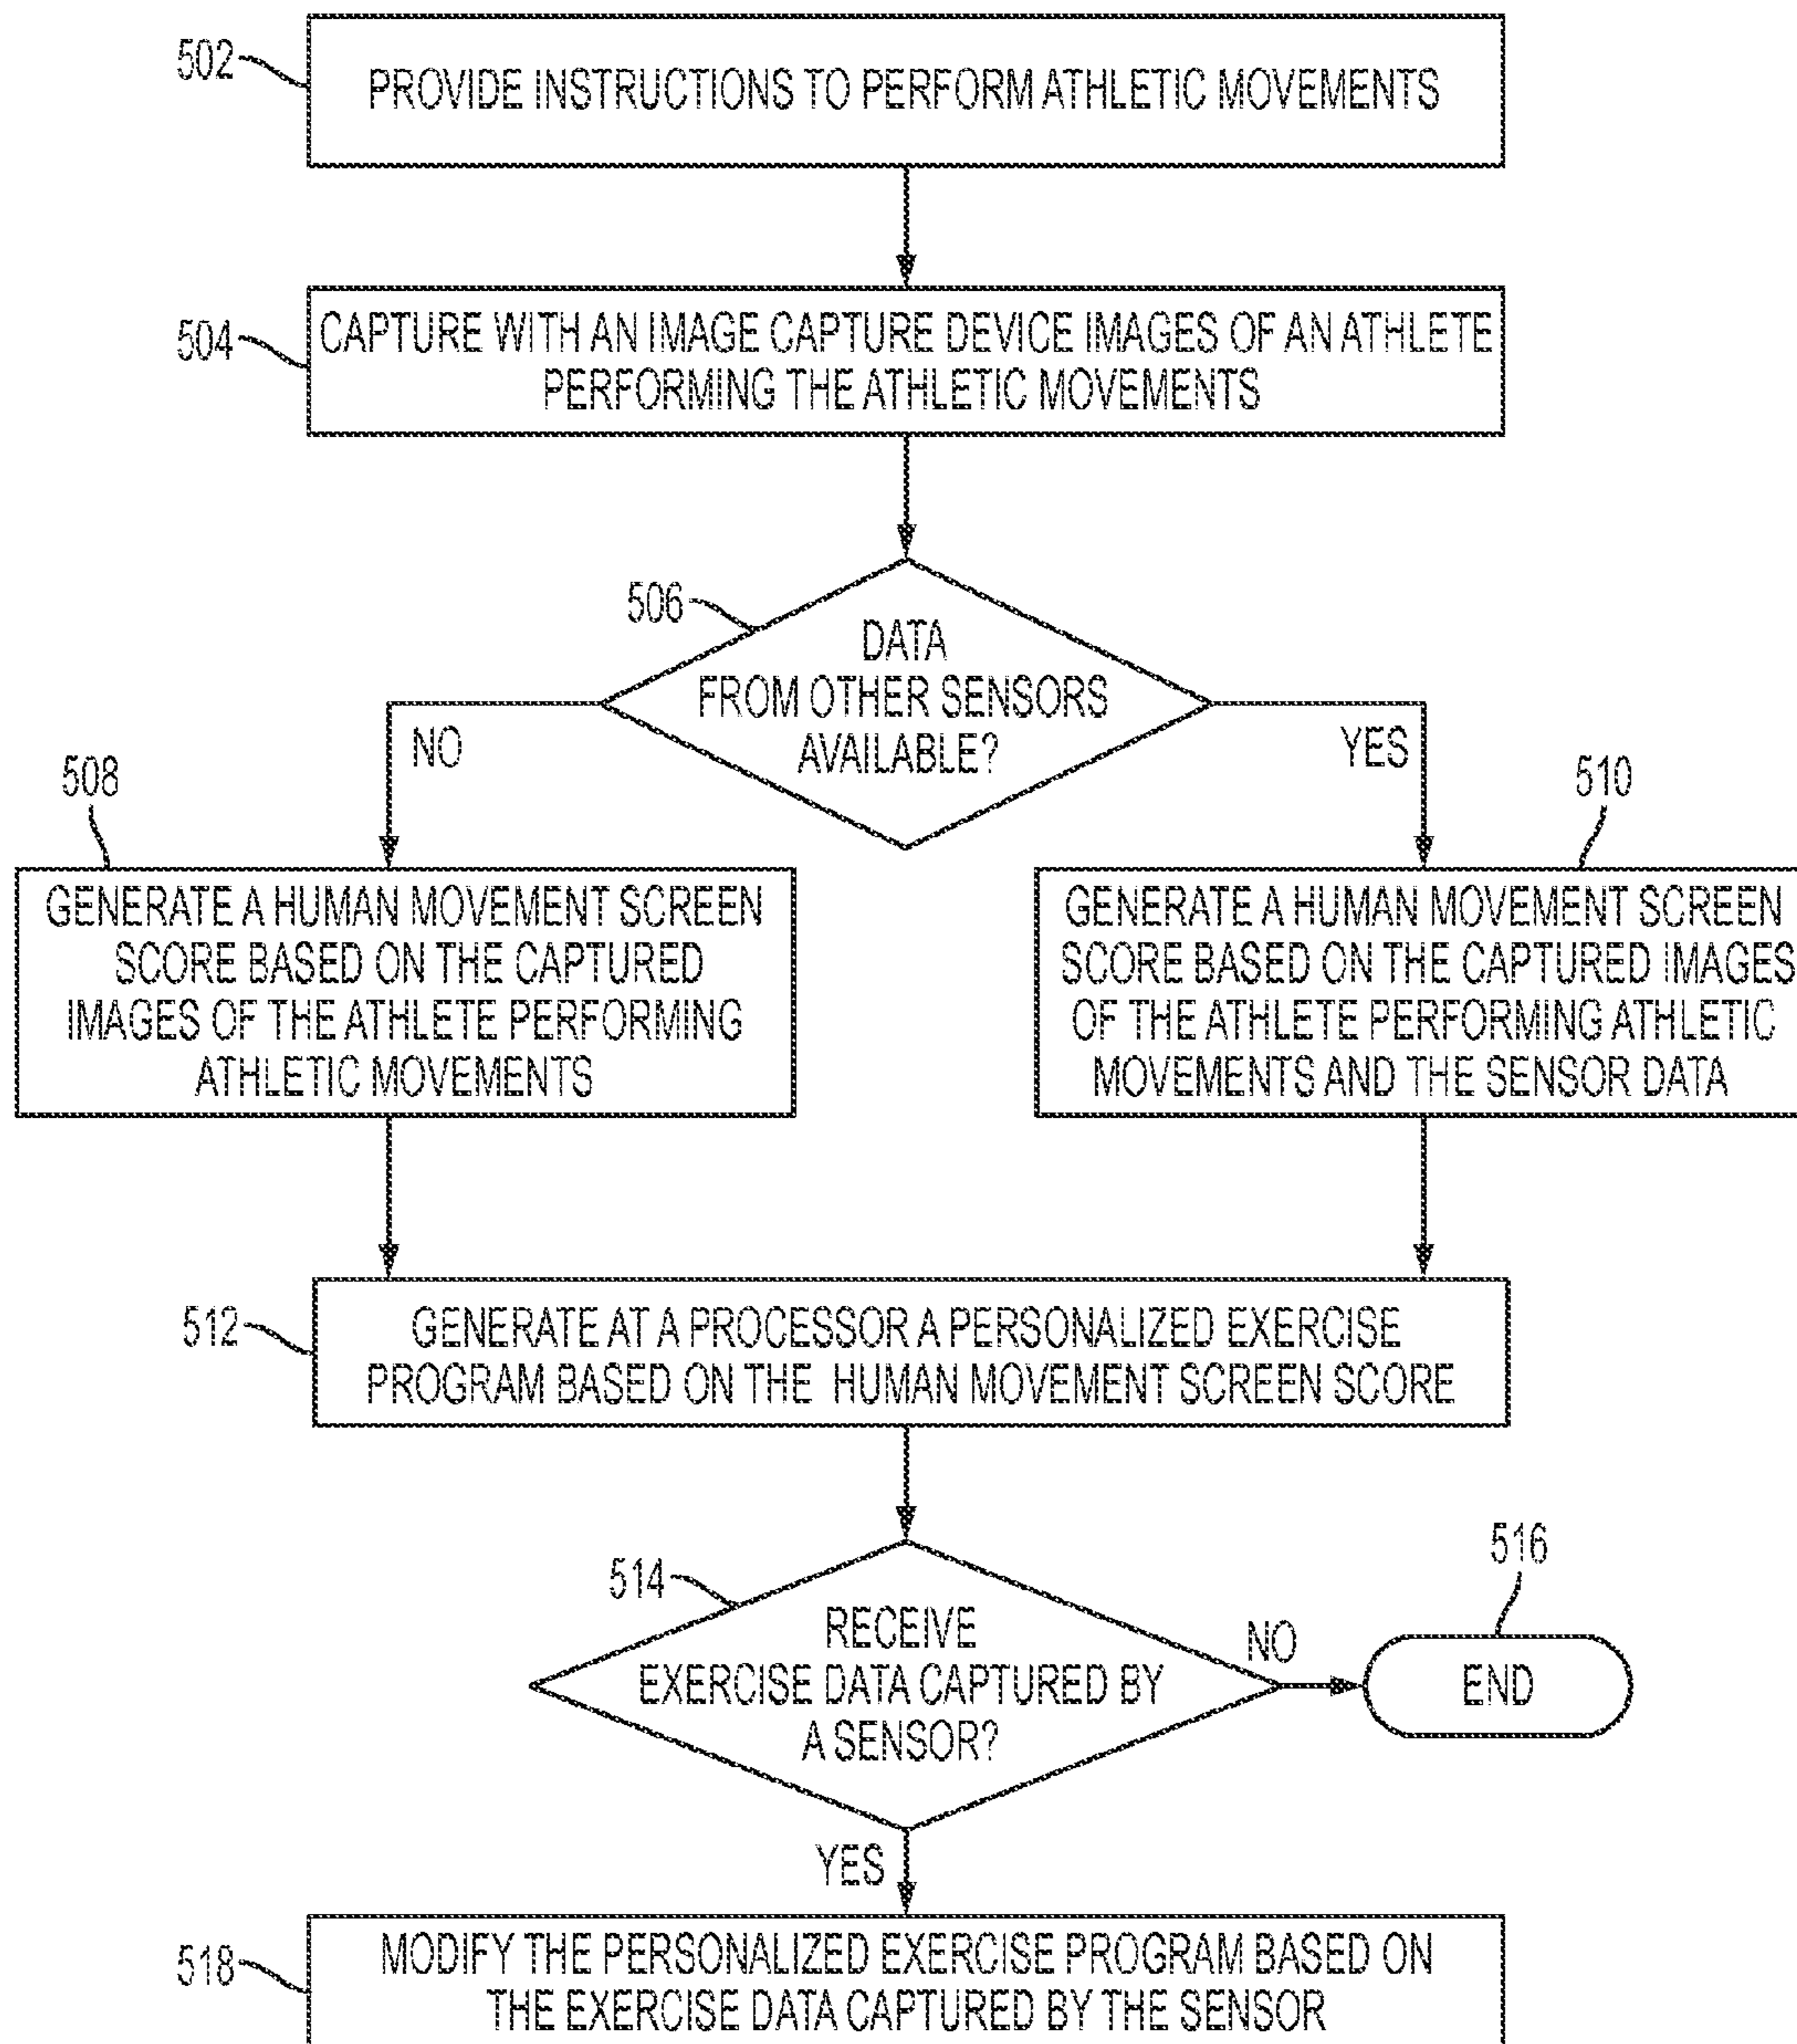 502
PROVIDE INSTRUCTIONS TO PERFORM ATHLETIC MOVEMENTS
504
CAPTURE WITH AN IMAGE CAPTURE DEVICE IMAGES OF AN ATHLETE
PERFORMING THE ATHLETIC MOVEMENTS
506
DATA
FROM OTHER SENSORS
AVAILABLE?
NO
YES
508
GENERATE A HUMAN MOVEMENT SCREEN
SCORE BASED ON THE CAPTURED
IMAGES OF THE ATHLETE PERFORMING
ATHLETIC MOVEMENTS
510
GENERATE A HUMAN MOVEMENT SCREEN
SCORE BASED ON THE CAPTURED IMAGES
OF THE ATHLETE PERFORMING ATHLETIC
MOVEMENTS AND THE SENSOR DATA
512
GENERATE AT A PROCESSOR A PERSONALIZED EXERCISE
PROGRAM BASED ON THE HUMAN MOVEMENT SCREEN SCORE
514
RECEIVE
EXERCISE DATA CAPTURED BY
A SENSOR?
NO
516
END
YES
518
MODIFY THE PERSONALIZED EXERCISE PROGRAM BASED ON
THE EXERCISE DATA CAPTURED BY THE SENSOR